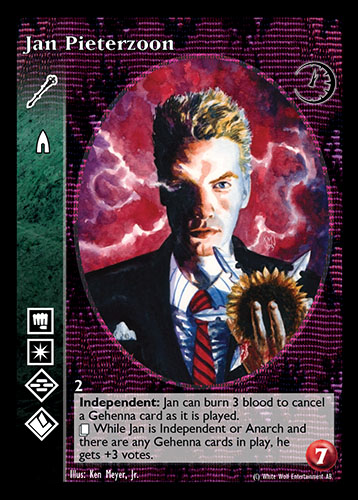 Jan Pieterzoon
2
Independent: Jan can burn 3 blood to cancel
a Gehenna card as it is played.
While Jan is Independent or Anarch and
there are any Gehenna cards in play, he
gets +3 votes.
7
Illus: Ken Meyer, Jr.
(C) White Wolf Entertainment AB.